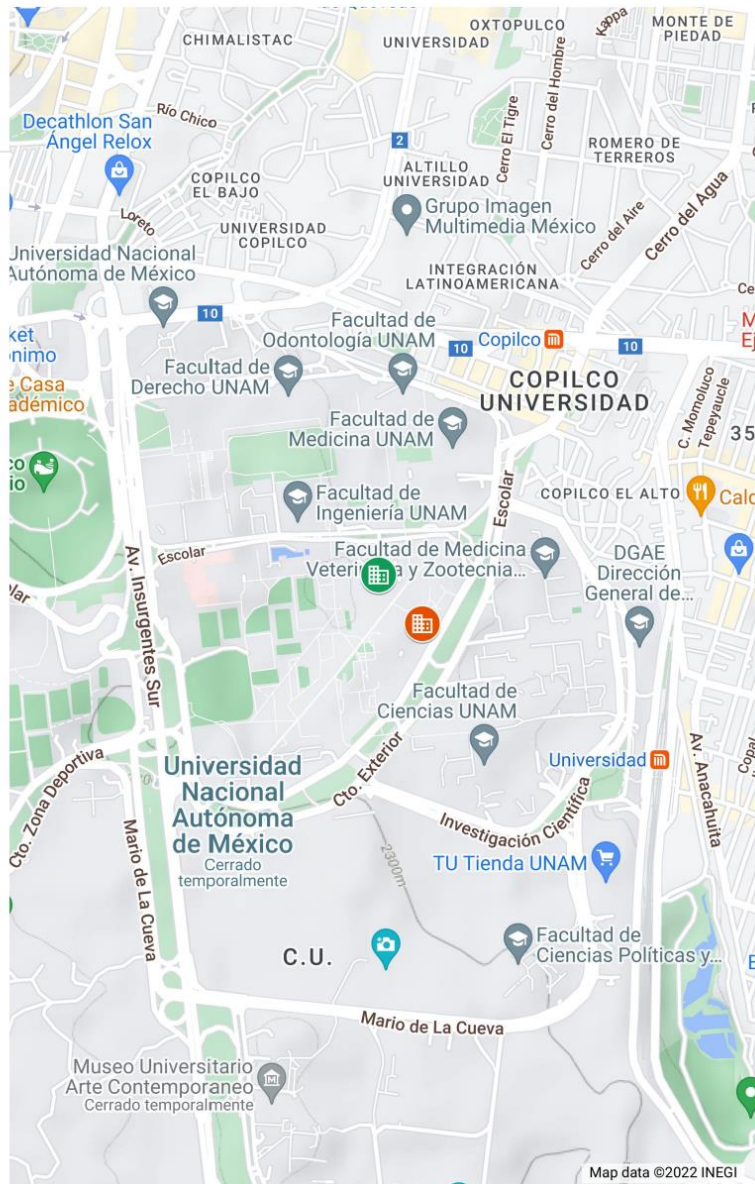 OXTOPULCO
MONTE DE
PIEDAD
CHIMALISTAC
UNIVERSIDAD
Kappa
Cerro del Hombre
Cerro El Tigre
Río Chico
Decathlon San
Ángel Relox
2
ROMERO DE
TERREROS
COPILCO
EL BAJO
ALTILLO
UNIVERSIDAD
Cerro del Agua
Loreto
Grupo Imagen
Multimedia México
Cerro del Aire
UNIVERSIDAD
COPILCO
Universidad Nacional
Autónoma de México
INTEGRACIÓN
LATINOAMERICANA
10
Facultad de
Odontología UNAM
Copilco
10
10
Facultad de
Derecho UNAM
e Casa
adémico
COPILCO
UNIVERSIDAD
Facultad de
Medicina UNAM
C. Momoluco
Tepeyaucle
35
Escolar
COPILCO EL ALTO
Facultad de
Ingeniería UNAM
Escolar
Av. Insurgentes Sur
Facultad de Medicina
Veterin a y Zootecnia...
DGAE
Dirección
General de...
Facultad de
Ciencias UNAM
Cto. Exterior
Universidad
Copal
Av. Anacahuita
Cto. Zona Deportiva
Universidad
Nacional
Autónoma
de México
Cerrado
temporalmente
Investigación Científica
Mario de La Cueva
2300m
TU Tienda UNAM
C.U.
Facultad de
Ciencias Políticas y...
Mario de La Cueva
Museo Universitario
Arte Contemporaneo
Cerrado temporalmente
Map data ©2022 INEGI